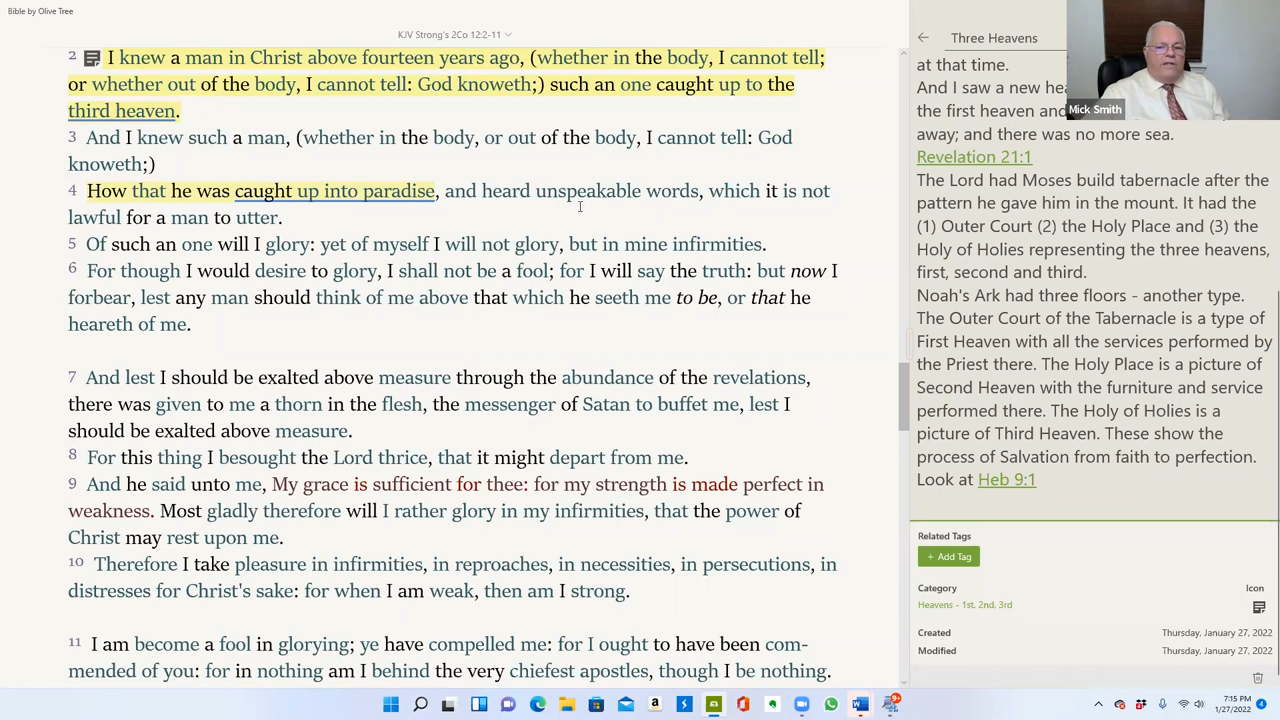 Bible by Olive Tree
KJV Strong's 2Co 12:2-11
2 I knew a man in Christ above fourteen years ago, (whether in the body, I cannot tell;
or whether out of the body, I cannot tell: God knoweth;) such an one caught up to the
third heaven.
3 And I knew such a man, (whether in the body, or out of the body, I cannot tell: God
knoweth;)
4 How that he was caught up into paradise, and heard unspeakable words, which it is not
lawful for a man to utter.
5 Of such an one will I glory: yet of myself I will not glory, but in mine infirmities.
6 For though I would desire to glory, I shall not be a fool; for I will say the truth: but now I
forbear, lest any man should think of me above that which he seeth me to be, or that he
heareth of me.
7 And lest I should be exalted above measure through the abundance of the revelations,
there was given to me a thorn in the flesh, the messenger of Satan to buffet me, lest I
should be exalted above measure.
8 For this thing I besought the Lord thrice, that it might depart from me.
9 And he said unto me, My grace is sufficient for thee: for my strength is made perfect in
weakness. Most gladly therefore will I rather glory in my infirmities, that the power of
Christ may rest upon me.
10 Therefore I take pleasure in infirmities, in reproaches, in necessities, in persecutions, in
distresses for Christ's sake: for when I am weak, then am I strong.
11 I am become a fool in glorying; ye have compelled me: for I ought to have been com-
mended of you: for in nothing am I behind the very chiefest apostles, though I be nothing.
Three Heavens
at that time.
And I saw a new hea
the first heaven and
away; and there was no more sea.
Revelation 21:1
The Lord had Moses build tabernacle after the
pattern he gave him in the mount. It had the
(1) Outer Court (2) the Holy Place and (3) the
Holy of Holies representing the three heavens,
first, second and third.
Noah's Ark had three floors - another type.
The Outer Court of the Tabernacle is a type of
First Heaven with all the services performed by
the Priest there. The Holy Place is a picture of
Second Heaven with the furniture and service
performed there. The Holy of Holies is a
picture of Third Heaven. These show the
process of Salvation from faith to perfection.
Look at Heb 9:1
Related Tags
+ Add Tag
Category Icon
Heavens - 1st, 2nd, 3rd
Created Thursday, January 27, 2022
Modified Thursday, January 27, 2022
Mick Smith
7:15 PM
1/27/2022